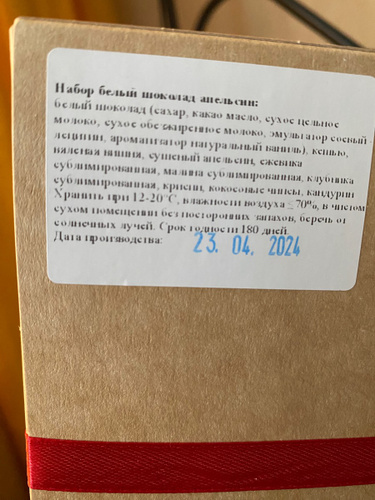 Набор белый шоколад апельсин:
белый шоколад (сахар, какао масло, сухое цельное
молоко, сухое обезжиренное молоко, эмульгатор соевый
лецитин, ароматизатор натуральный ваниль), кешью,
вяленая вишня, сушеный апельсин, ежевика
сублимированная, малина сублимированная, клубника
сублимированная, криспи, кокосовые чипсы, кандурин
Хранить при 12-20°С, влажности воздуха ≤ 70%, в чистом,
сухом помещении без посторонних запахов, беречь от
солнечных лучей. Срок годности 180 дней.
Дата производства: 23. 04. 2024